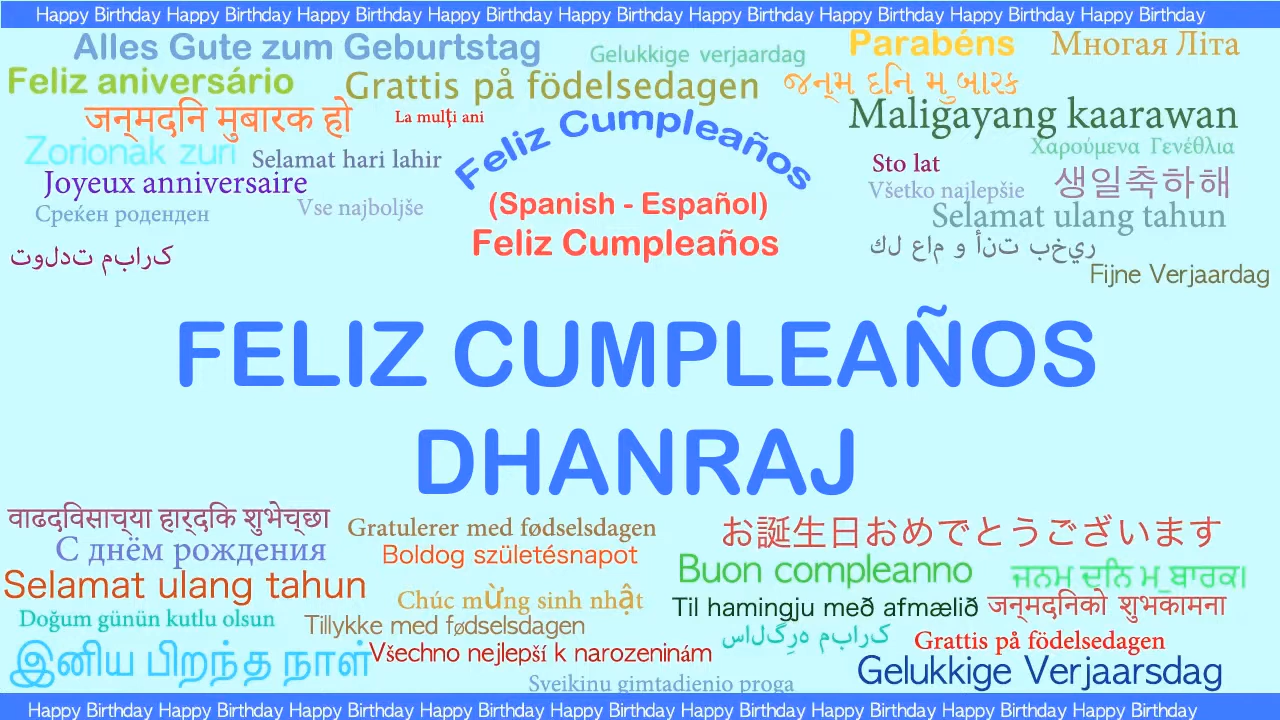 Happy Birthday Happy Birthday Happy Birthday Happy Birthday Happy Birthday Happy Birthday Happy Birthday Happy Birthday Happy Birthday
Alles Gute zum Geburtstag
Gelukkige verjaardag
Parabéns
Многая Літа
Feliz aniversário
Grattis på födelsedagen
જન્મ દિન મુબારક
जन्मदिन मुबारक हो
La mulţi ani
Feliz Cumpleaños
Maligayang kaarawan
Zorionak zuri
Selamat hari lahir
Sto lat
Χαρούμενα Γενέθλια
Joyeux anniversaire
(Spanish - Español)
Všetko najlepšie
생일축하해
Среќен роденден
Vse najboljše
Feliz Cumpleaños
Selamat ulang tahun
تولدت مبارک
كل عام و أنت بخير
Fijne Verjaardag
FELIZ CUMPLEAÑOS
DHANRAJ
वाढदिवसाच्या हार्दिक शुभेच्छा
Gratulerer med fødselsdagen
お誕生日おめでとうございます
С днём рождения
Boldog születésnapot
Buon compleanno
ਜਨਮ ਦਿਨ ਮੁਬਾਰਕ।
Selamat ulang tahun
Chúc mừng sinh nhật
Til hamingju með afmælið
जन्मदिनको शुभकामना
Doğum günün kutlu olsun
Tillykke med fødselsdagen
سالگرہ مبارک
Grattis på födelsedagen
இனிய பிறந்த நாள்
Všechno nejlepší k narozeninám
Gelukkige Verjaarsdag
Sveikinu gimtadienio proga
Happy Birthday Happy Birthday Happy Birthday Happy Birthday Happy Birthday Happy Birthday Happy Birthday Happy Birthday Happy Birthday